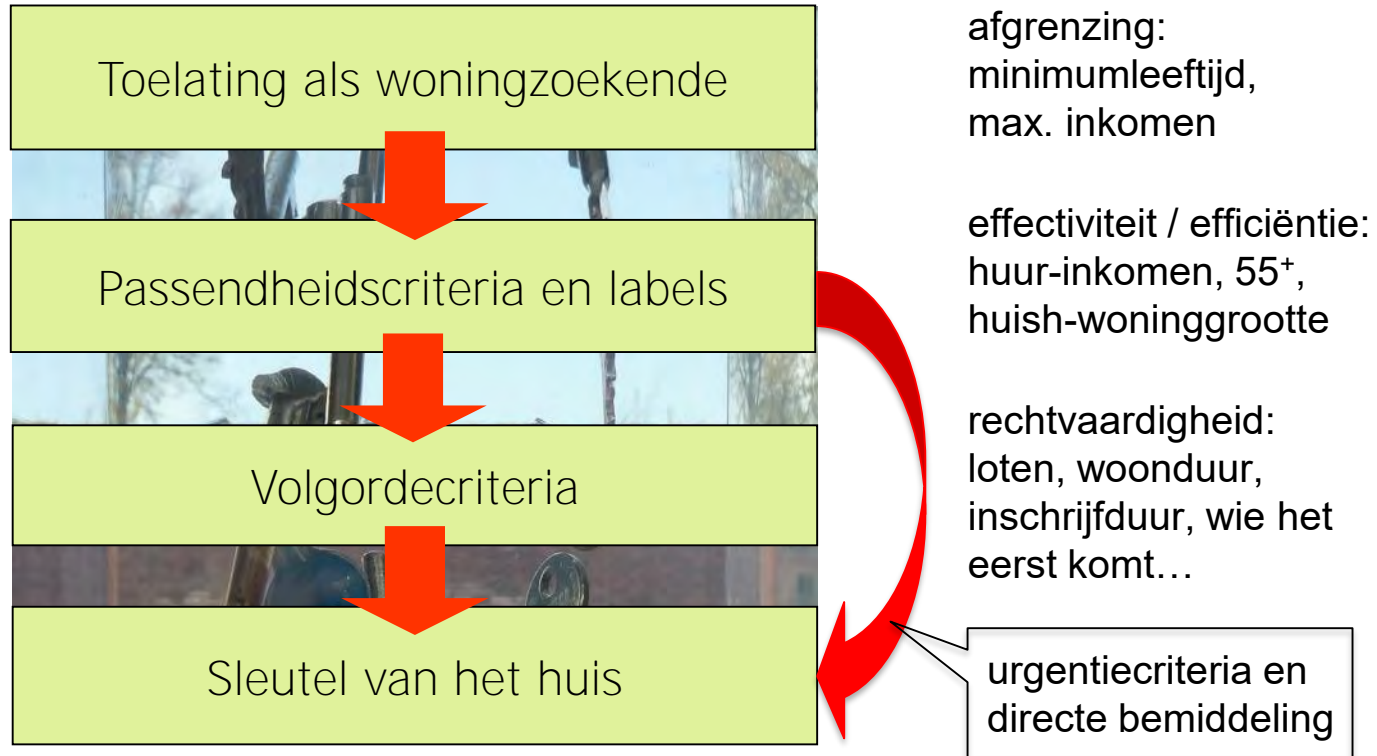 Toelating als woningzoekende
afgrenzing:
minimumleeftijd,
max. inkomen
Passendheidscriteria en labels
effectiviteit / efficiëntie:
huur-inkomen, 55⁺,
huish-woninggrootte
Volgordecriteria
rechtvaardigheid:
loten, woonduur,
inschrijfduur, wie het
eerst komt…
Sleutel van het huis
urgentiecriteria en
directe bemiddeling